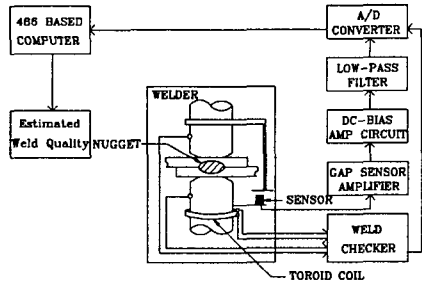 486 BASED
COMPUTER
A/D
CONVERTER
LOW-PASS
FILTER
WELDER
Estimated
Weld Quality
NUGGET
DC-BIAS
AMP CIRCUIT
GAP SENSOR
AMPLIFIER
SENSOR
WELD
CHECKER
TOROID COIL